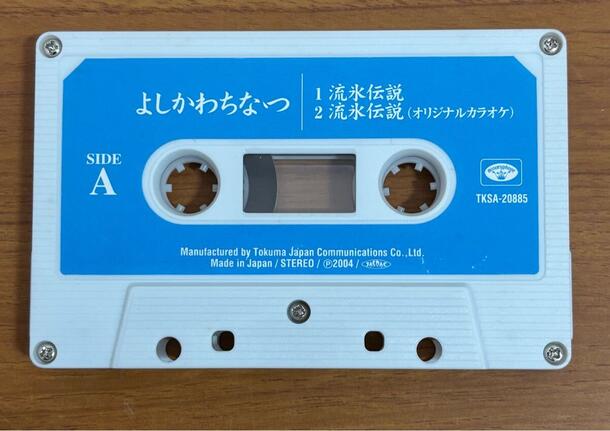 よしかわちなつ
1 流氷伝説
2 流氷伝説(オリジナルカラオケ)
SIDE
A
TKSA-20885
Manufactured by Tokuma Japan Communications Co.,Ltd.
Made in Japan / STEREO / Ⓟ2004 /